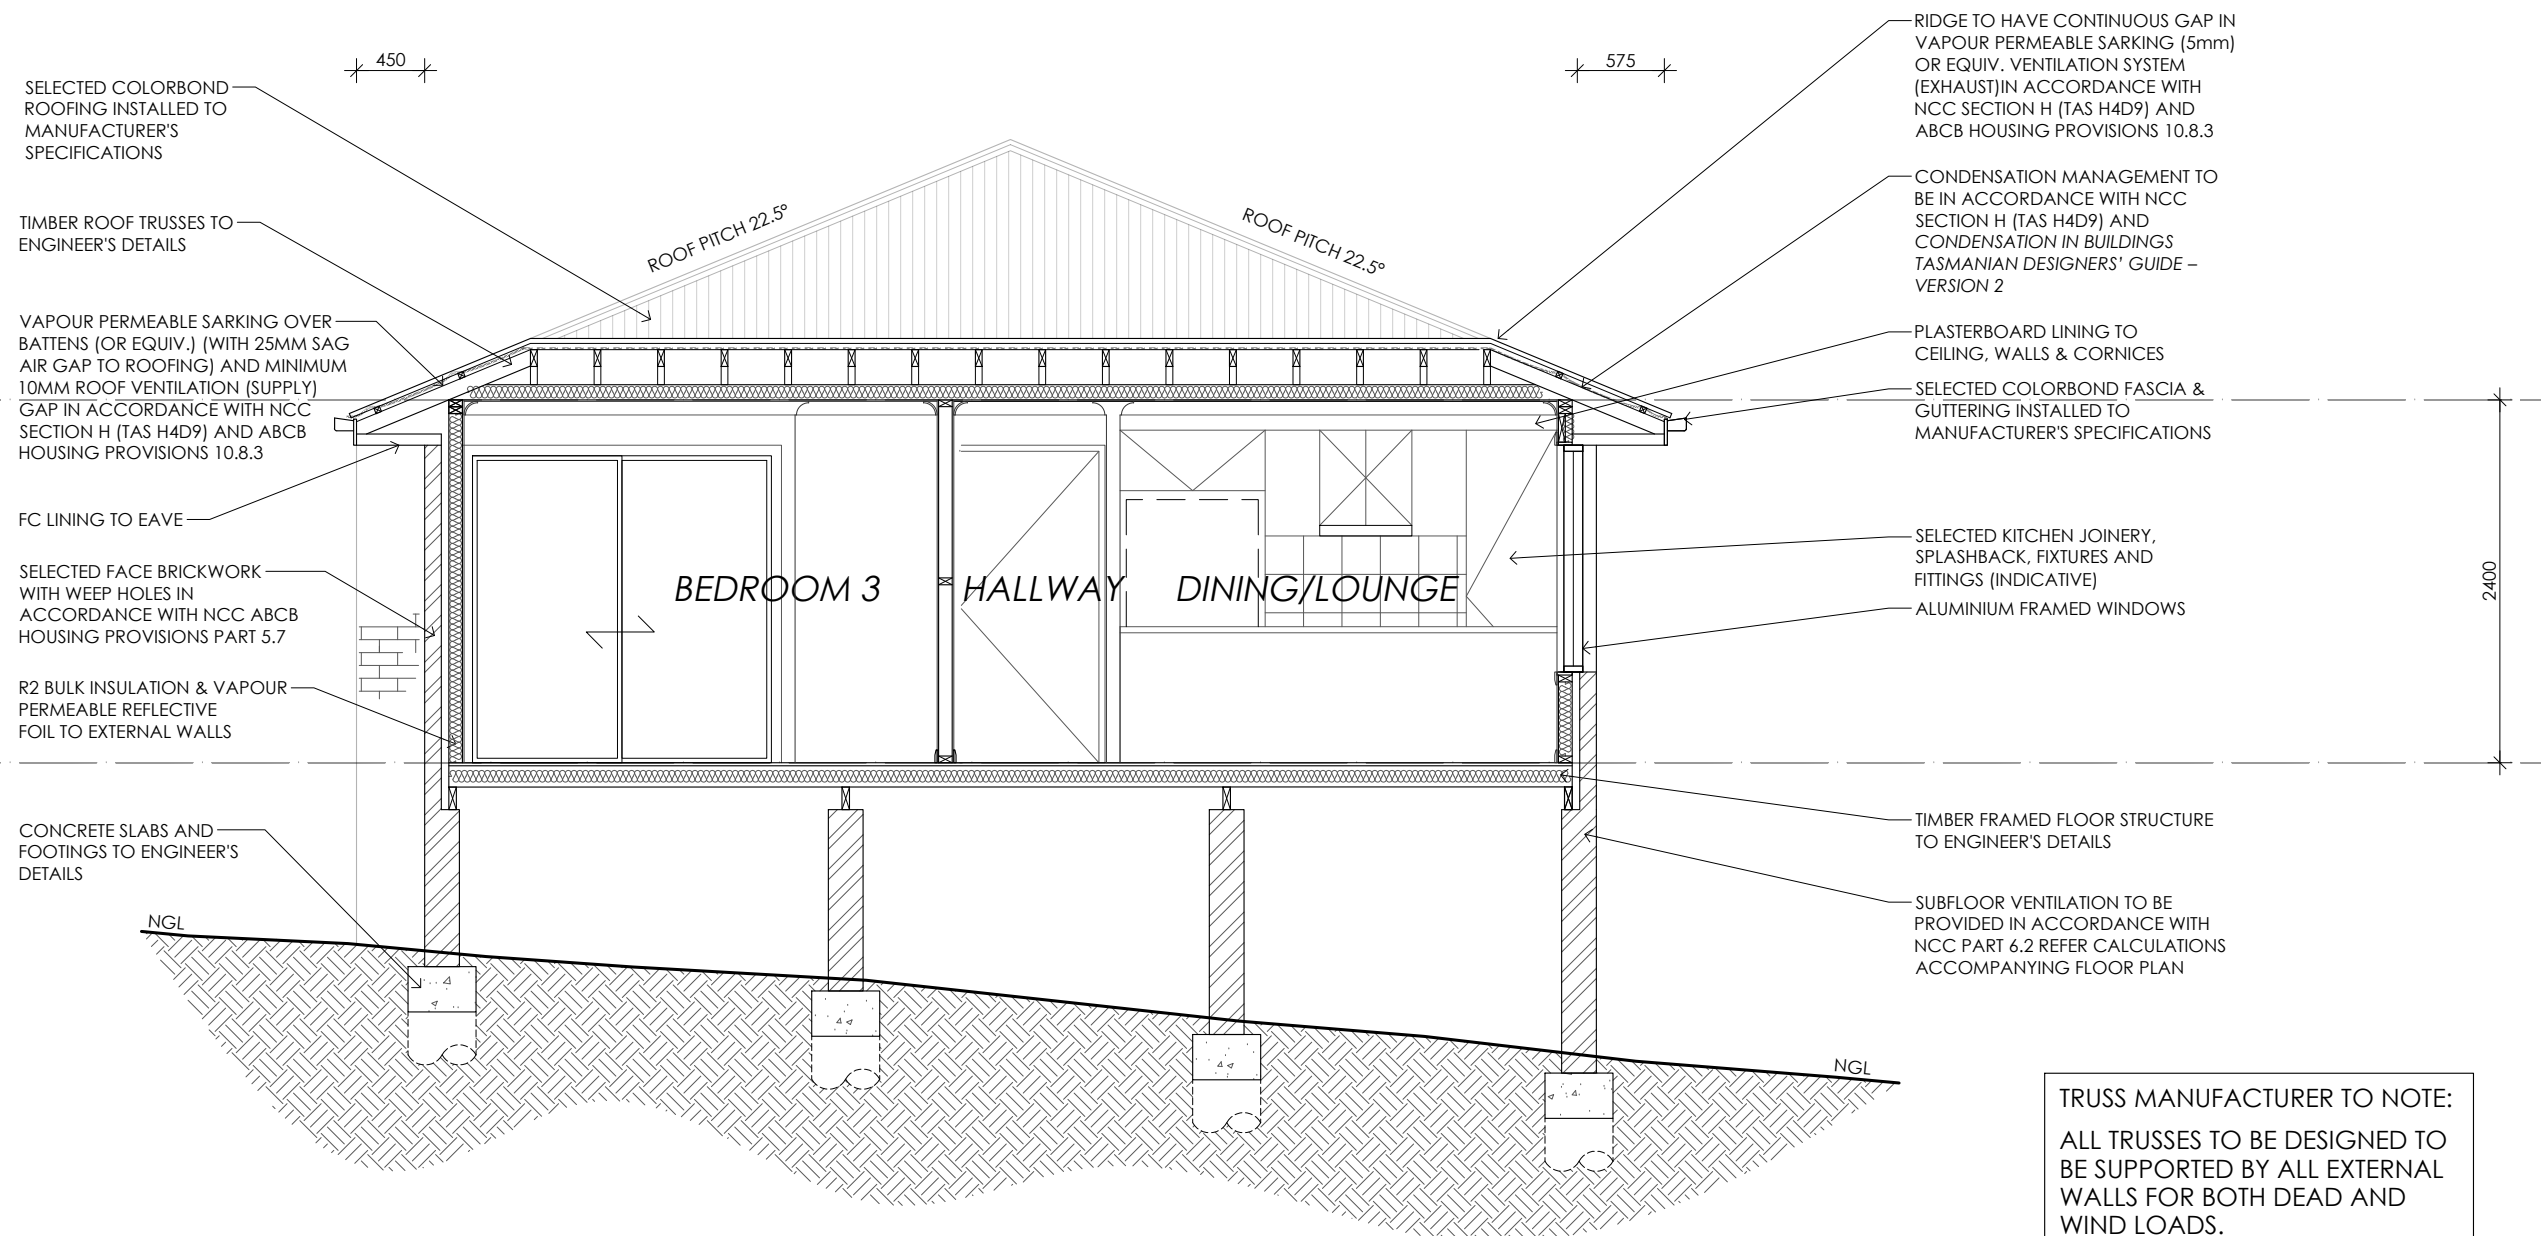 450
575
SELECTED COLORBOND
ROOFING INSTALLED TO
MANUFACTURER'S
SPECIFICATIONS
TIMBER ROOF TRUSSES TO
ENGINEER'S DETAILS
VAPOUR PERMEABLE SARKING OVER
BATTENS (OR EQUIV.) (WITH 25MM SAG
AIR GAP TO ROOFING) AND MINIMUM
10MM ROOF VENTILATION (SUPPLY)
GAP IN ACCORDANCE WITH NCC
SECTION H (TAS H4D9) AND ABCB
HOUSING PROVISIONS 10.8.3
FC LINING TO EAVE
SELECTED FACE BRICKWORK
WITH WEEP HOLES IN
ACCORDANCE WITH NCC ABCB
HOUSING PROVISIONS PART 5.7
R2 BULK INSULATION & VAPOUR
PERMEABLE REFLECTIVE
FOIL TO EXTERNAL WALLS
CONCRETE SLABS AND
FOOTINGS TO ENGINEER'S
DETAILS
NGL
ROOF PITCH 22.5°
ROOF PITCH 22.5°
BEDROOM 3
HALLWAY
DINING/LOUNGE
RIDGE TO HAVE CONTINUOUS GAP IN
VAPOUR PERMEABLE SARKING (5mm)
OR EQUIV. VENTILATION SYSTEM
(EXHAUST)IN ACCORDANCE WITH
NCC SECTION H (TAS H4D9) AND
ABCB HOUSING PROVISIONS 10.8.3
CONDENSATION MANAGEMENT TO
BE IN ACCORDANCE WITH NCC
SECTION H (TAS H4D9) AND
CONDENSATION IN BUILDINGS
TASMANIAN DESIGNERS' GUIDE –
VERSION 2
PLASTERBOARD LINING TO
CEILING, WALLS & CORNICES
SELECTED COLORBOND FASCIA &
GUTTERING INSTALLED TO
MANUFACTURER'S SPECIFICATIONS
SELECTED KITCHEN JOINERY,
SPLASHBACK, FIXTURES AND
FITTINGS (INDICATIVE)
ALUMINIUM FRAMED WINDOWS
2400
TIMBER FRAMED FLOOR STRUCTURE
TO ENGINEER'S DETAILS
SUBFLOOR VENTILATION TO BE
PROVIDED IN ACCORDANCE WITH
NCC PART 6.2 REFER CALCULATIONS
ACCOMPANYING FLOOR PLAN
NGL
TRUSS MANUFACTURER TO NOTE:
ALL TRUSSES TO BE DESIGNED TO
BE SUPPORTED BY ALL EXTERNAL
WALLS FOR BOTH DEAD AND
WIND LOADS.